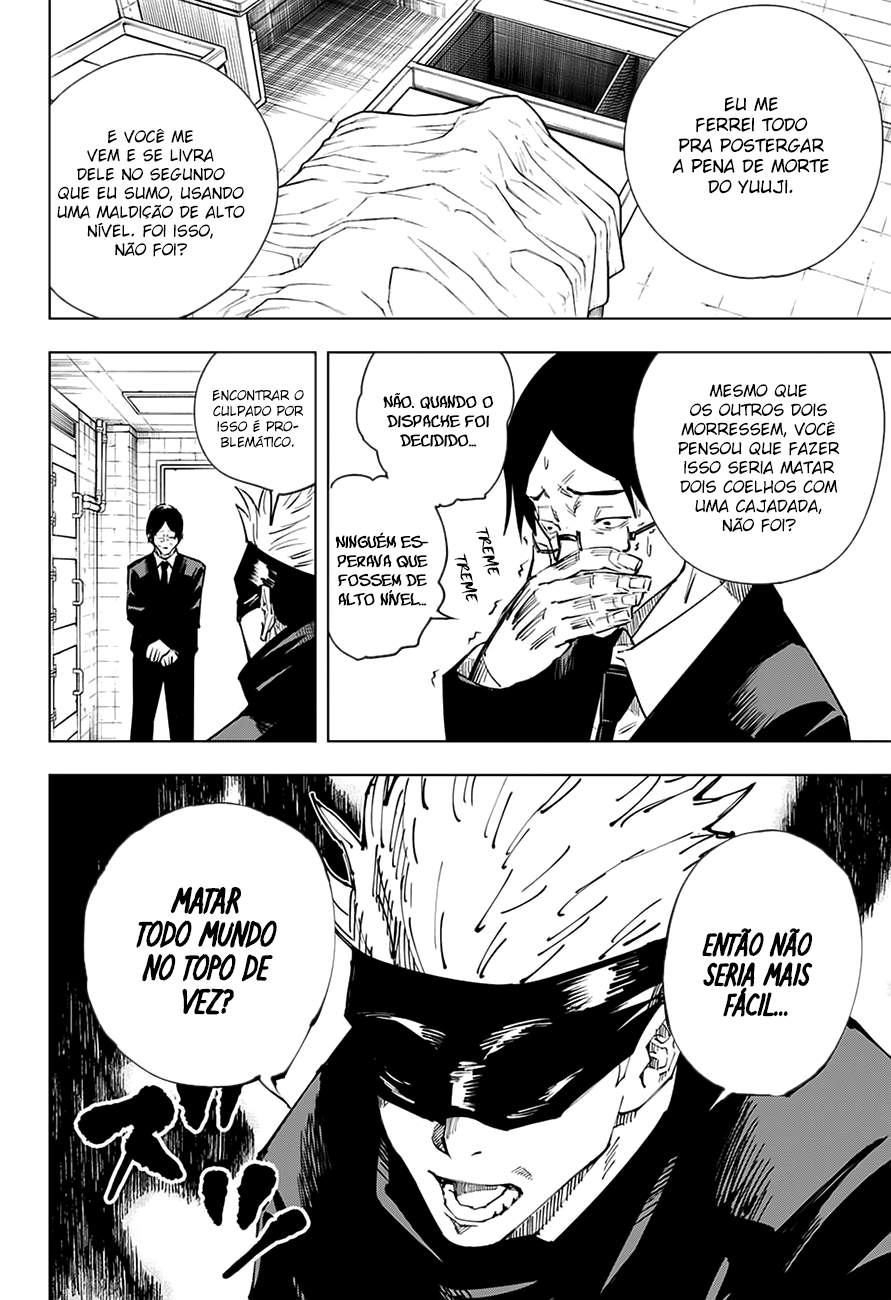 EU ME
FERREI TODO
PRA POSTERGAR
A PENA DE MORTE
DO YUUJI.
E VOCÊ ME
VEM E SE LIVRA
DELE NO SEGUNDO
QUE EU SUMO, USANDO
UMA MALDIÇÃO DE ALTO
NÍVEL. FOI ISSO,
NÃO FOI?
MESMO QUE
OS OUTROS DOIS
MORRESSEM, VOCÊ
PENSOU QUE FAZER
ISSO SERIA MATAR
DOIS COELHOS COM
UMA CAJADADA,
NÃO FOI?
NÃO. QUANDO O
DISPACHE FOI
DECIDIDO...
TREME
TREME
NINGUÉM ES-
PERAVA QUE
FOSSEM DE
ALTO NÍVEL...
ENCONTRAR O
CULPADO POR
ISSO É PRO-
BLEMÁTICO.
ENTÃO NÃO
SERIA MAIS
FÁCIL...
MATAR
TODO MUNDO
NO TOPO DE
VEZ?
ズズ